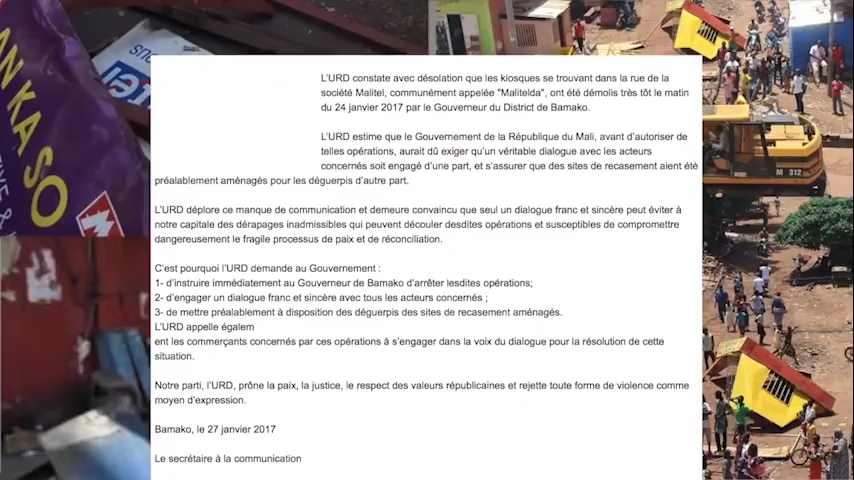 ANKASO
tel
L'URD constate avec désolation que les kiosques se trouvant dans la rue de la
société Malitel, communément appelée "Malitelda", ont été démolis très tôt le matin
du 24 janvier 2017 par le Gouverneur du District de Bamako.
L'URD estime que le Gouvernement de la République du Mali, avant d'autoriser de
telles opérations, aurait dû exiger qu'un véritable dialogue avec les acteurs
concernés soit engagé d'une part, et s'assurer que des sites de recasement aient été
préalablement aménagés pour les déguerpis d'autre part.
L'URD déplore ce manque de communication et demeure convaincu que seul un dialogue franc et sincère peut éviter à
notre capitale des dérapages inadmissibles qui peuvent découler desdites opérations et susceptibles de compromettre
dangereusement le fragile processus de paix et de réconciliation.
C'est pourquoi l'URD demande au Gouvernement :
1- d'instruire immédiatement au Gouverneur de Bamako d'arrêter lesdites opérations;
2- d'engager un dialogue franc et sincère avec tous les acteurs concernés ;
3- de mettre préalablement à disposition des déguerpis des sites de recasement aménagés.
L'URD appelle égalem
ent les commerçants concernés par ces opérations à s'engager dans la voix du dialogue pour la résolution de cette
situation.
Notre parti, l'URD, prône la paix, la justice, le respect des valeurs républicaines et rejette toute forme de violence comme
moyen d'expression.
Bamako, le 27 janvier 2017
Le secrétaire à la communication
M 312